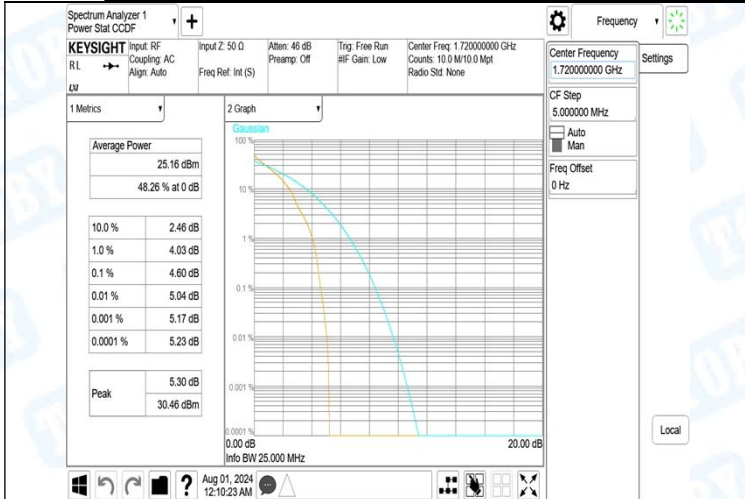 Spectrum Analyzer 1
Power Stat CCDF
Frequency
Settings
KEYSIGHT
RL
Input: RF
Coupling: AC
Align: Auto
Input Z: 50 Ω
Freq Ref: Int (S)
Atten: 46 dB
Preamp: Off
Trig: Free Run
#IF Gain: Low
Center Freq: 1.720000000 GHz
Counts: 10.0 M/10.0 Mpt
Radio Std: None
Center Frequency
1.720000000 GHz
CF Step
5.000000 MHz
Auto
Man
Freq Offset
0 Hz
1 Metrics
Average Power
25.16 dBm
48.26 % at 0 dB
10.0 % 2.46 dB
1.0 % 4.03 dB
0.1 % 4.60 dB
0.01 % 5.04 dB
0.001 % 5.17 dB
0.0001 % 5.23 dB
Peak
5.30 dB
30.46 dBm
2 Graph
Gaussian
100 %
10 %
1 %
0.1 %
0.01 %
0.001 %
0.0001 %
0.00 dB 20.00 dB
Info BW 25.000 MHz
Local
?
Aug 01, 2024
12:10:23 AM